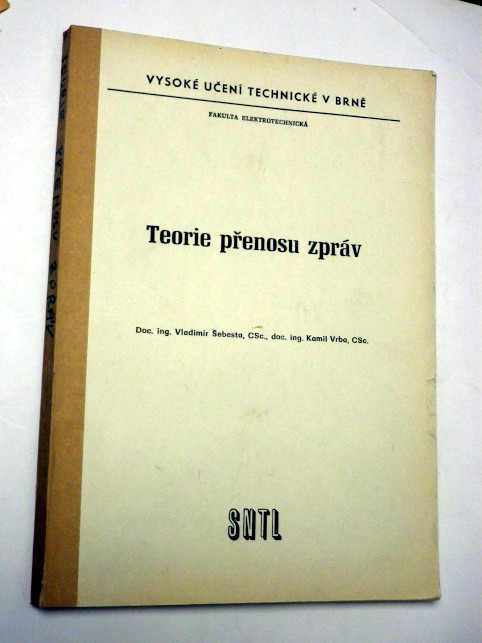 VYSOKÉ UČENÍ TECHNICKÉ V BRNĚ
FAKULTA ELEKTROTECHNICKÁ
Teorie přenosu zpráv
Doc. ing. Vladimír Šebesta, CSc., doc. ing. Kamil Vrba, CSc.
SNTL